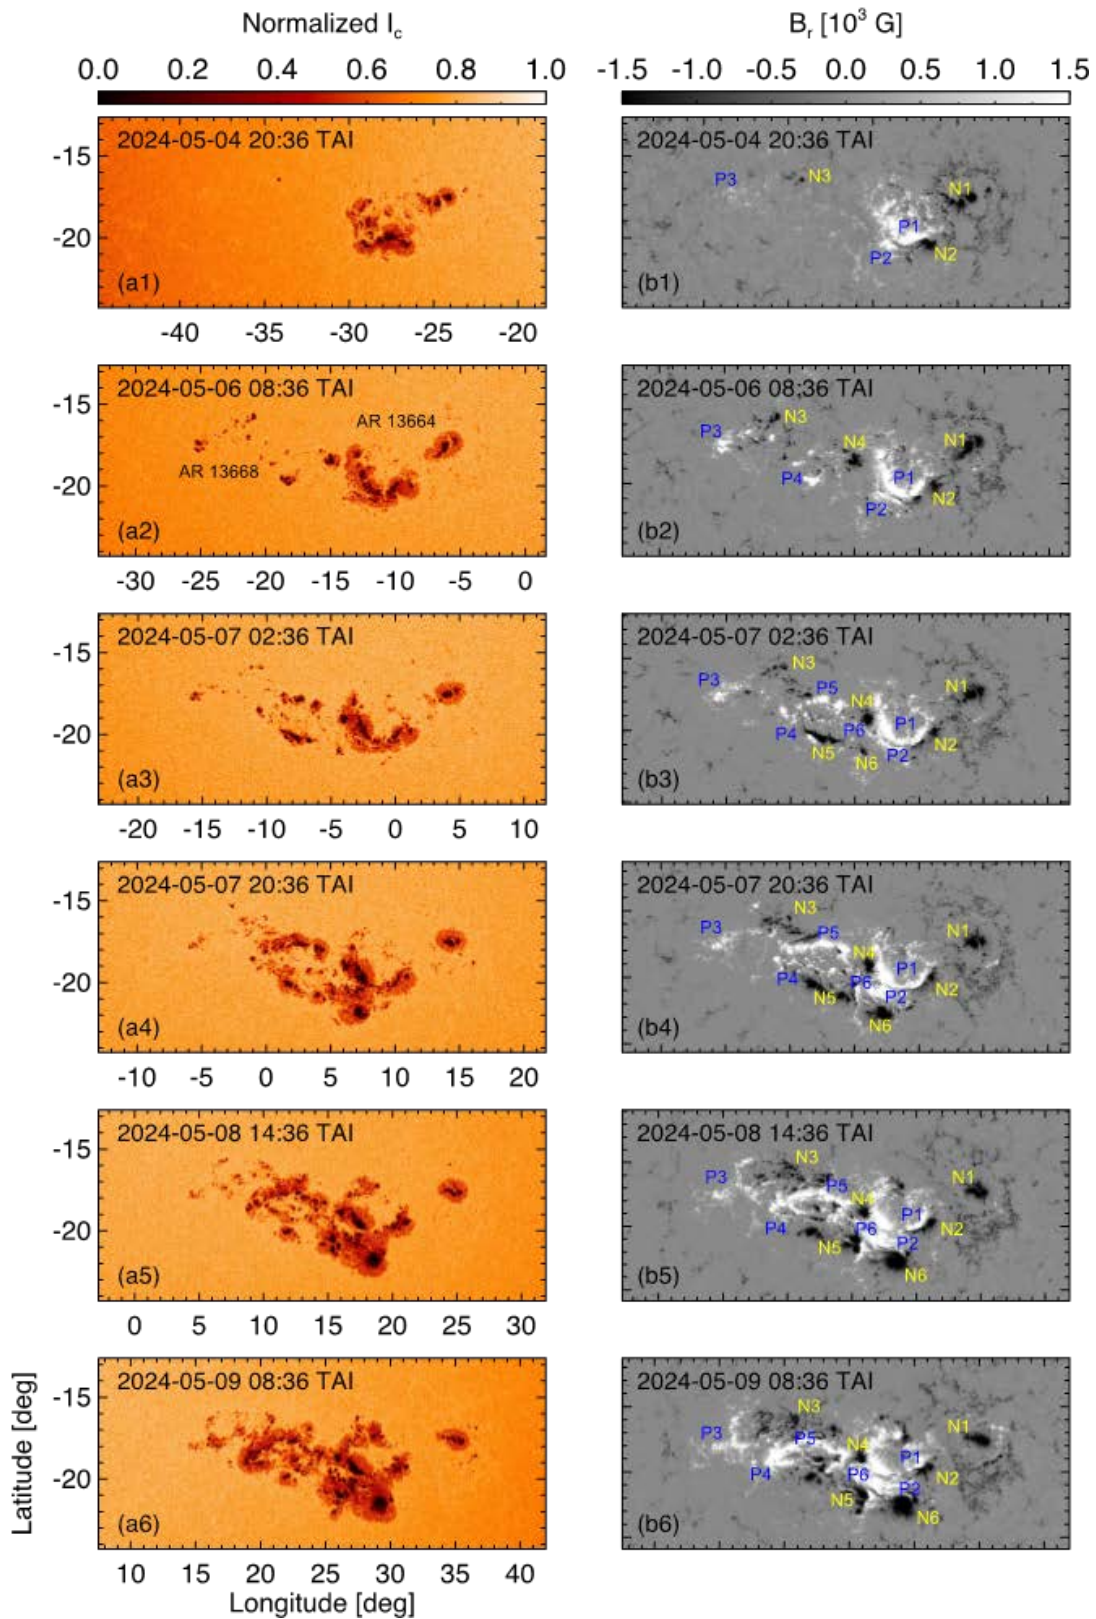 Normalized I_c
B_r [10^3 G]
0.0 0.2 0.4 0.6 0.8 1.0
-1.5 -1.0 -0.5 0.0 0.5 1.0 1.5
2024-05-04 20:36 TAI
-15
-20
(a1)
-40 -35 -30 -25 -20
2024-05-04 20:36 TAI
P3 N3 N1
P1
P2 N2
(b1)
2024-05-06 08:36 TAI
-15
AR 13664
AR 13668
-20
(a2)
-30 -25 -20 -15 -10 -5 0
2024-05-06 08:36 TAI
N3
P3 N4 N1
P4 P1
P2 N2
(b2)
2024-05-07 02:36 TAI
-15
-20
(a3)
-20 -15 -10 -5 0 5 10
2024-05-07 02:36 TAI
N3
P3 P5 N1
N4
P4 P6 P1 N2
N5 P2
N6
(b3)
2024-05-07 20:36 TAI
-15
-20
(a4)
-10 -5 0 5 10 15 20
2024-05-07 20:36 TAI
N3
P3 P5 N1
N4
P4 P6 P1 N2
N5 P2
N6
(b4)
2024-05-08 14:36 TAI
-15
-20
(a5)
0 5 10 15 20 25 30
2024-05-08 14:36 TAI
N3
P3 P5 N1
N4
P4 P6 P1 N2
N5 P2
N6
(b5)
2024-05-09 08:36 TAI
-15
-20
(a6)
10 15 20 25 30 35 40
Latitude [deg]
Longitude [deg]
2024-05-09 08:36 TAI
N3
P3 P5 N1
N4
P4 P6 P1 N2
N5 P2
N6
(b6)